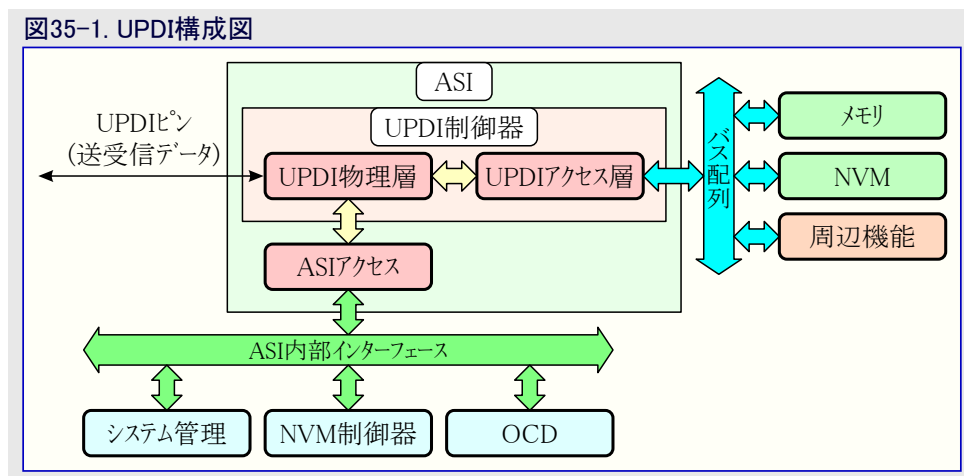 図35-1. UPDI構成図
ASI
UPDI制御器
UPDIピン
(送受信データ)
UPDI物理層
UPDIアクセス層
バス配列
メモリ
NVM
周辺機能
ASIアクセス
ASI内部インターフェース
システム管理
NVM制御器
OCD